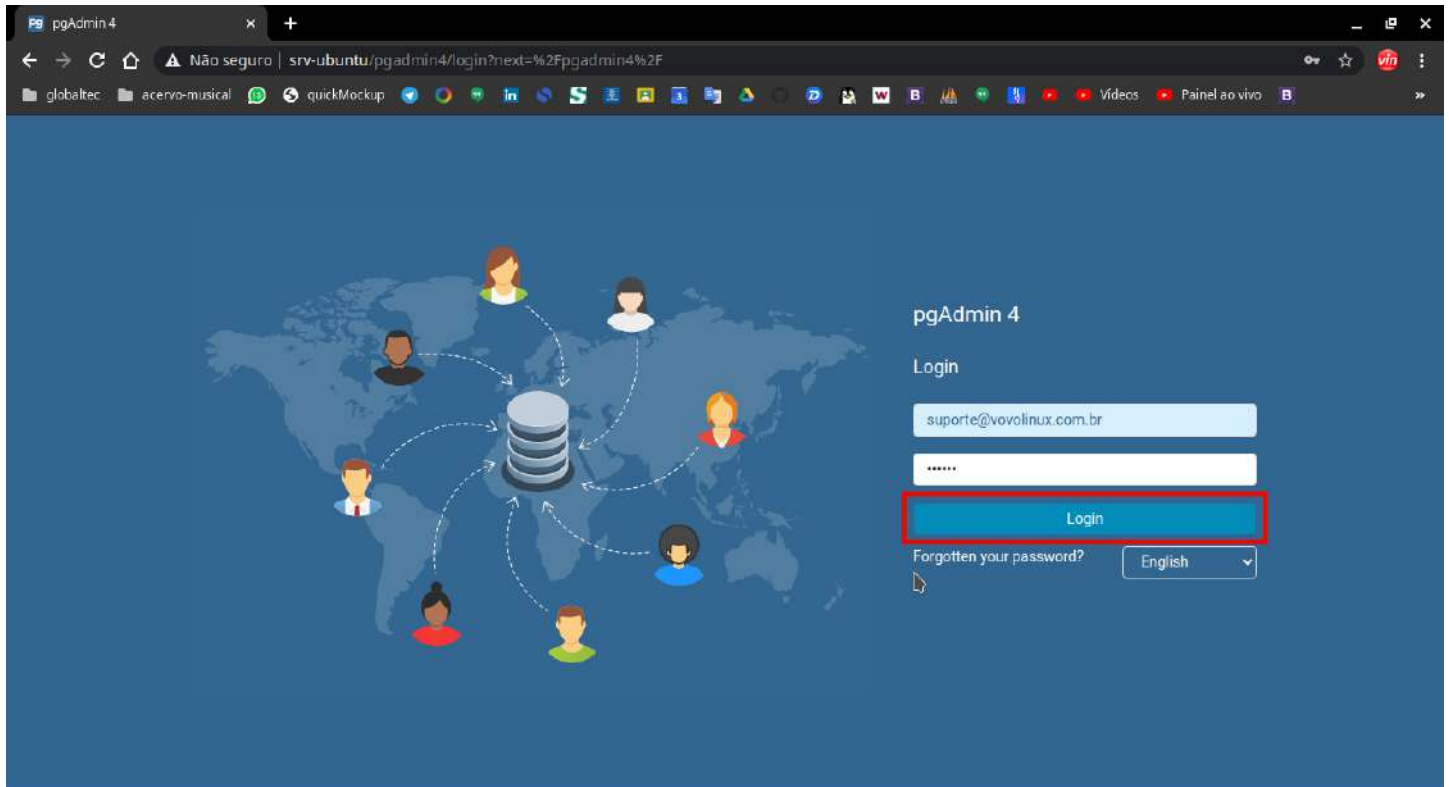 pgAdmin 4
Não seguro | srv-ubuntu/pgadmin4/login?next=%2Fpgadmin4%2F
vin
globaltec acervo-musical quickMockup Vídeos Painel ao vivo
pgAdmin 4
Login
suporte@vovolinux.com.br
••••••
Login
Forgotten your password? English